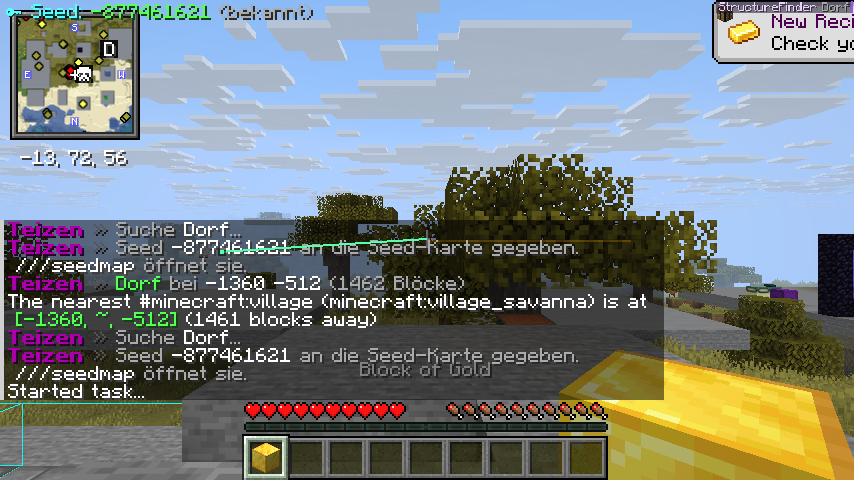 Seed: -877461621 (bekannt)
StructureFinder Dorf
New Reci
Check yo
S
D
E
W
N
-13, 72, 56
Teizen » Suche Dorf...
Teizen » Seed -877461621 an die Seed-Karte gegeben.
///seedmap öffnet sie.
Teizen » Dorf bei -1360 -512 (1462 Blöcke)
The nearest #minecraft:village (minecraft:village_savanna) is at
[-1360, ~, -512] (1461 blocks away)
Teizen » Suche Dorf...
Teizen » Seed -877461621 an die Seed-Karte gegeben.
///seedmap öffnet sie.
Block of Gold
Started task...